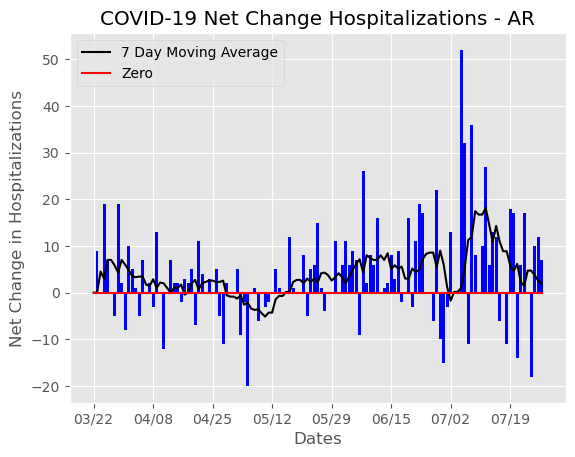 COVID-19 Net Change Hospitalizations - AR
7 Day Moving Average
Zero
Net Change in Hospitalizations
50
40
30
20
10
0
−10
−20
03/22 04/08 04/25 05/12 05/29 06/15 07/02 07/19
Dates